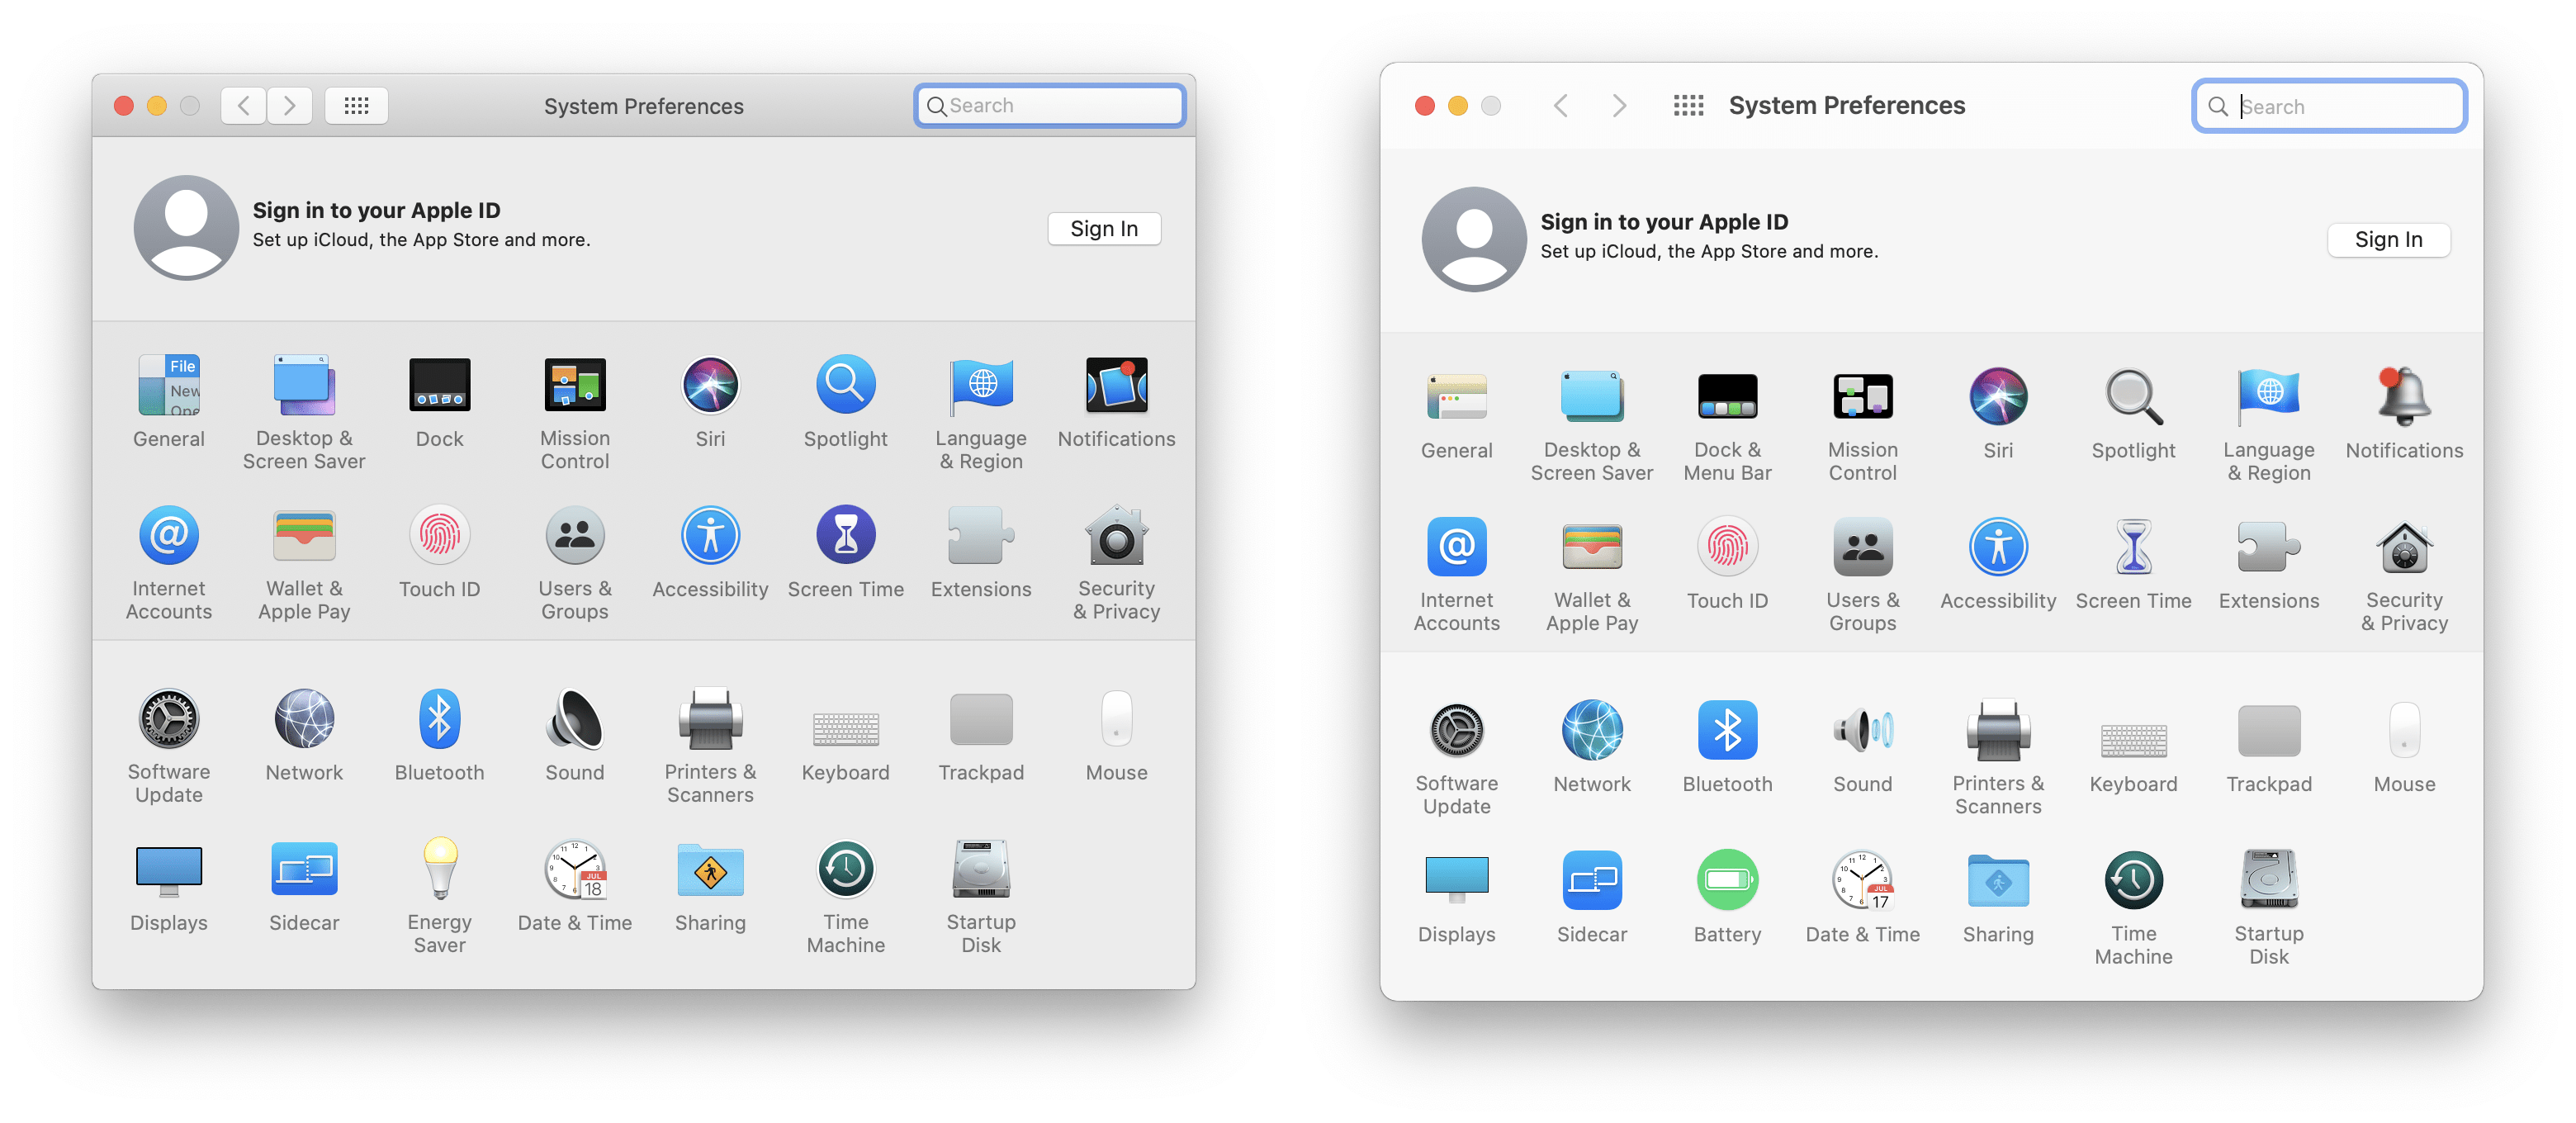 System Preferences
Search
Sign in to your Apple ID
Set up iCloud, the App Store and more.
Sign In
File
New
Ope
General
Desktop &
Screen Saver
Dock
Mission
Control
Siri
Spotlight
Language
& Region
Notifications
@
Internet
Accounts
Wallet &
Apple Pay
Touch ID
Users &
Groups
Accessibility
Screen Time
Extensions
Security
& Privacy
Software
Update
Network
Bluetooth
Sound
Printers &
Scanners
Keyboard
Trackpad
Mouse
Displays
Sidecar
Energy
Saver
JUL
18
Date & Time
Sharing
Time
Machine
Startup
Disk
System Preferences
Search
Sign in to your Apple ID
Set up iCloud, the App Store and more.
Sign In
General
Desktop &
Screen Saver
Dock &
Menu Bar
Mission
Control
Siri
Spotlight
Language
& Region
Notifications
@
Internet
Accounts
Wallet &
Apple Pay
Touch ID
Users &
Groups
Accessibility
Screen Time
Extensions
Security
& Privacy
Software
Update
Network
Bluetooth
Sound
Printers &
Scanners
Keyboard
Trackpad
Mouse
Displays
Sidecar
Battery
JUL
17
Date & Time
Sharing
Time
Machine
Startup
Disk